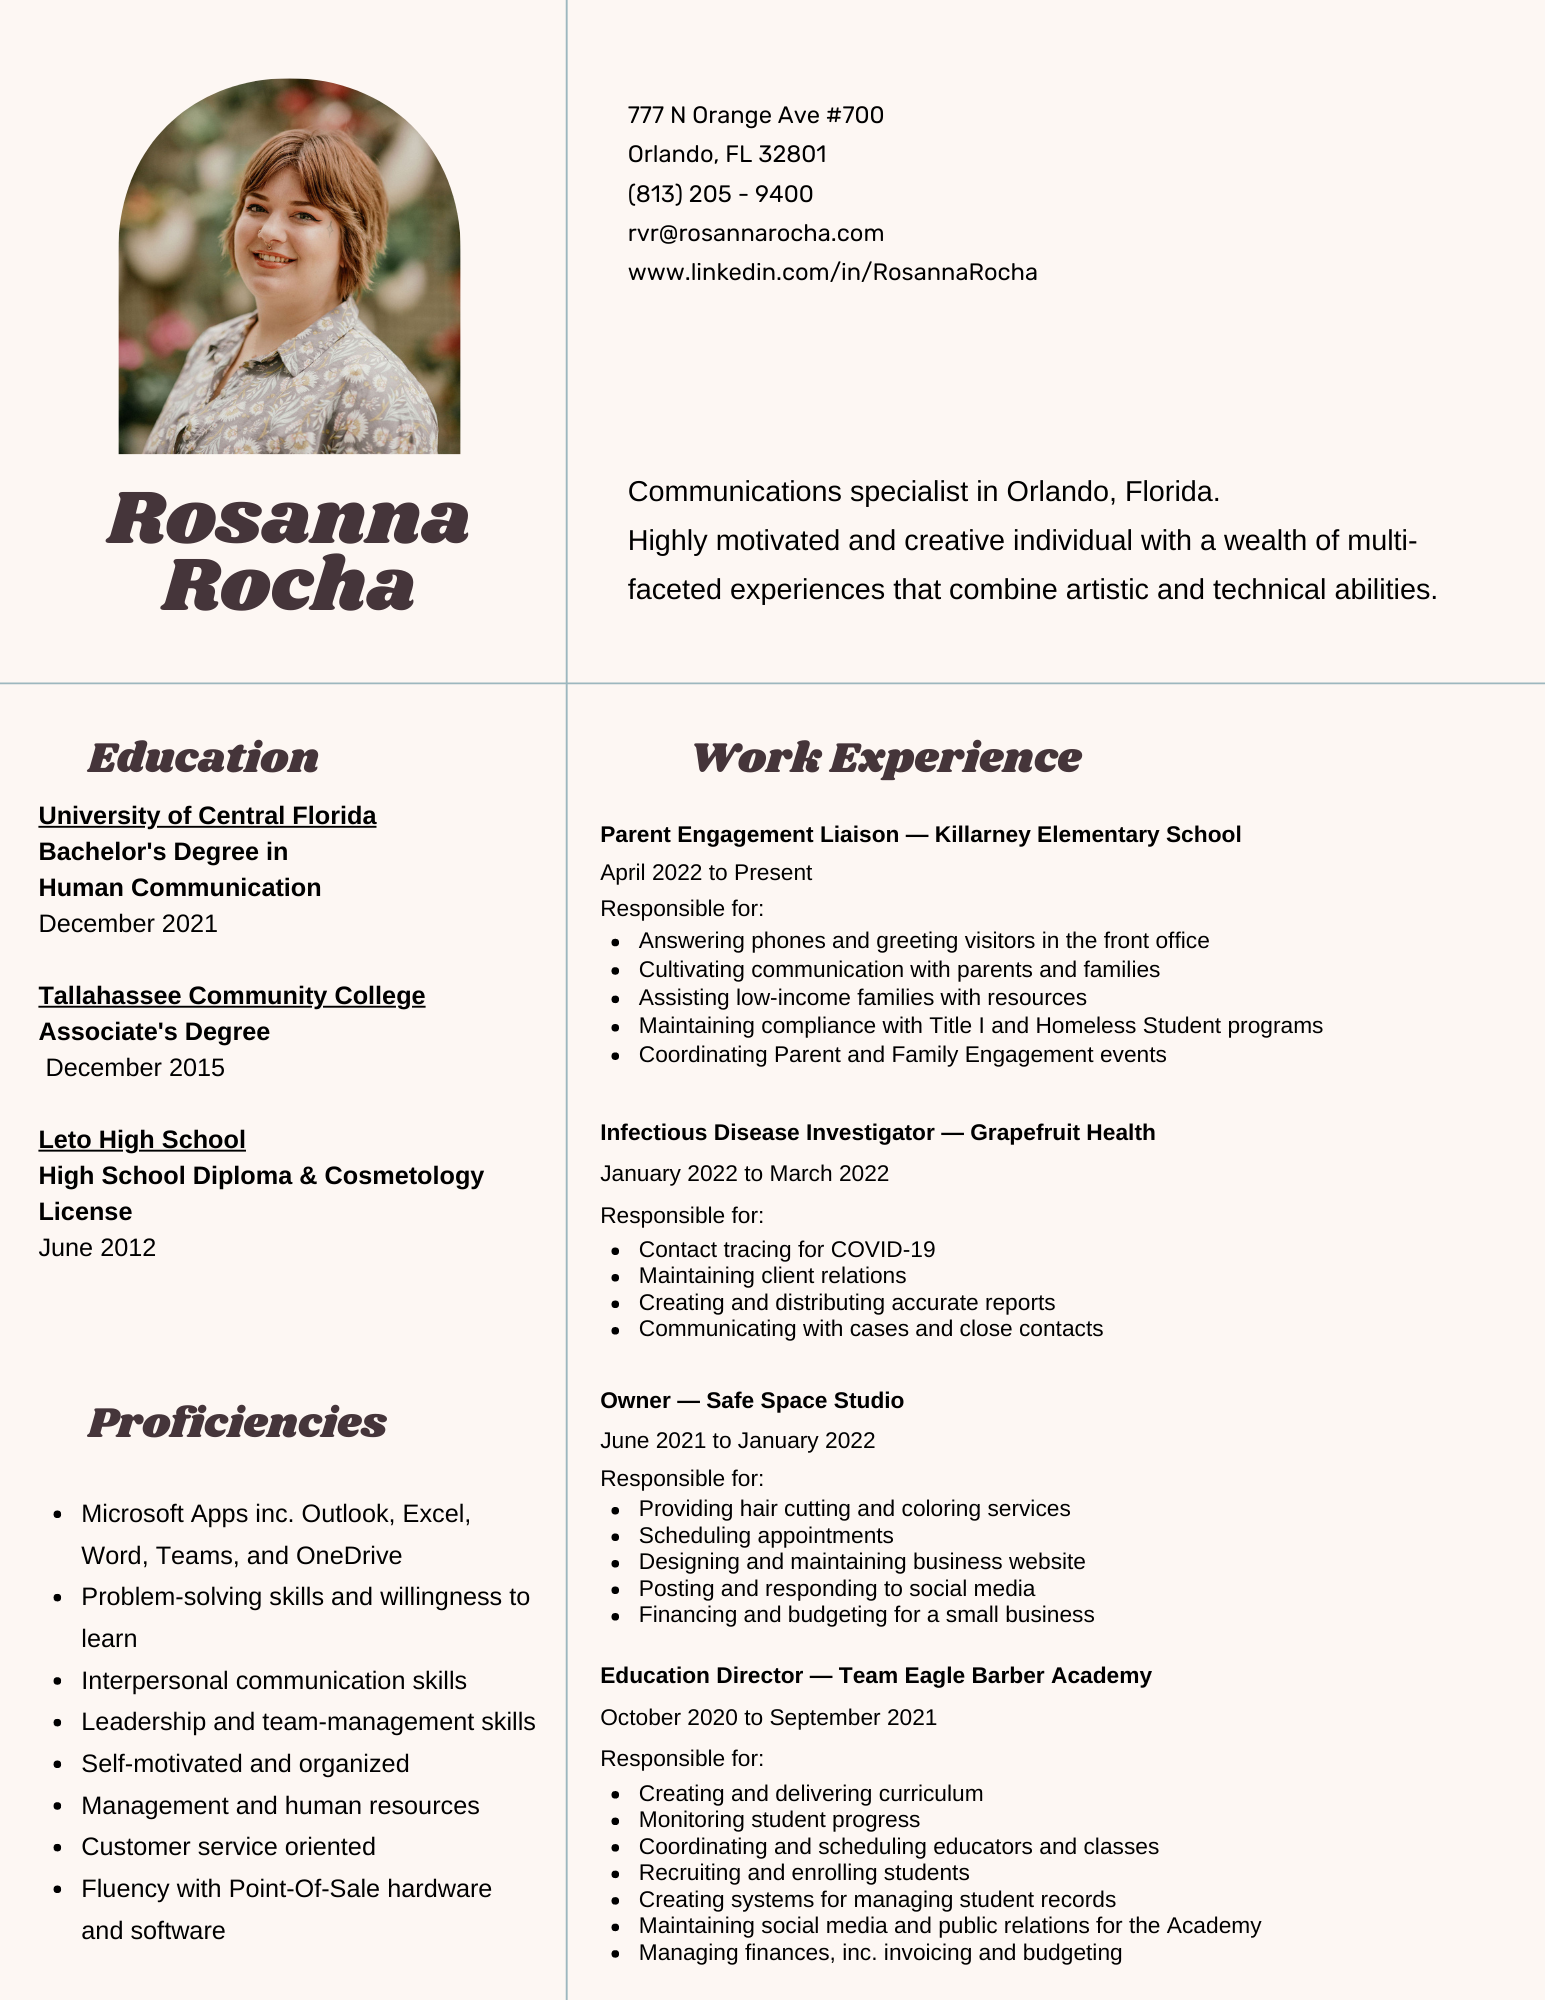 777 N Orange Ave #700
Orlando, FL 32801
(813) 205 - 9400
rvr@rosannarocha.com
www.linkedin.com/in/RosannaRocha
Rosanna
Rocha
Communications specialist in Orlando, Florida.
Highly motivated and creative individual with a wealth of multi-
faceted experiences that combine artistic and technical abilities.
Education
University of Central Florida
Bachelor's Degree in
Human Communication
December 2021
Tallahassee Community College
Associate's Degree
December 2015
Leto High School
High School Diploma & Cosmetology
License
June 2012
Proficiencies
• Microsoft Apps inc. Outlook, Excel,
Word, Teams, and OneDrive
• Problem-solving skills and willingness to
learn
• Interpersonal communication skills
• Leadership and team-management skills
• Self-motivated and organized
• Management and human resources
• Customer service oriented
• Fluency with Point-Of-Sale hardware
and software
Work Experience
Parent Engagement Liaison — Killarney Elementary School
April 2022 to Present
Responsible for:
• Answering phones and greeting visitors in the front office
• Cultivating communication with parents and families
• Assisting low-income families with resources
• Maintaining compliance with Title I and Homeless Student programs
• Coordinating Parent and Family Engagement events
Infectious Disease Investigator — Grapefruit Health
January 2022 to March 2022
Responsible for:
• Contact tracing for COVID-19
• Maintaining client relations
• Creating and distributing accurate reports
• Communicating with cases and close contacts
Owner — Safe Space Studio
June 2021 to January 2022
Responsible for:
• Providing hair cutting and coloring services
• Scheduling appointments
• Designing and maintaining business website
• Posting and responding to social media
• Financing and budgeting for a small business
Education Director — Team Eagle Barber Academy
October 2020 to September 2021
Responsible for:
• Creating and delivering curriculum
• Monitoring student progress
• Coordinating and scheduling educators and classes
• Recruiting and enrolling students
• Creating systems for managing student records
• Maintaining social media and public relations for the Academy
• Managing finances, inc. invoicing and budgeting